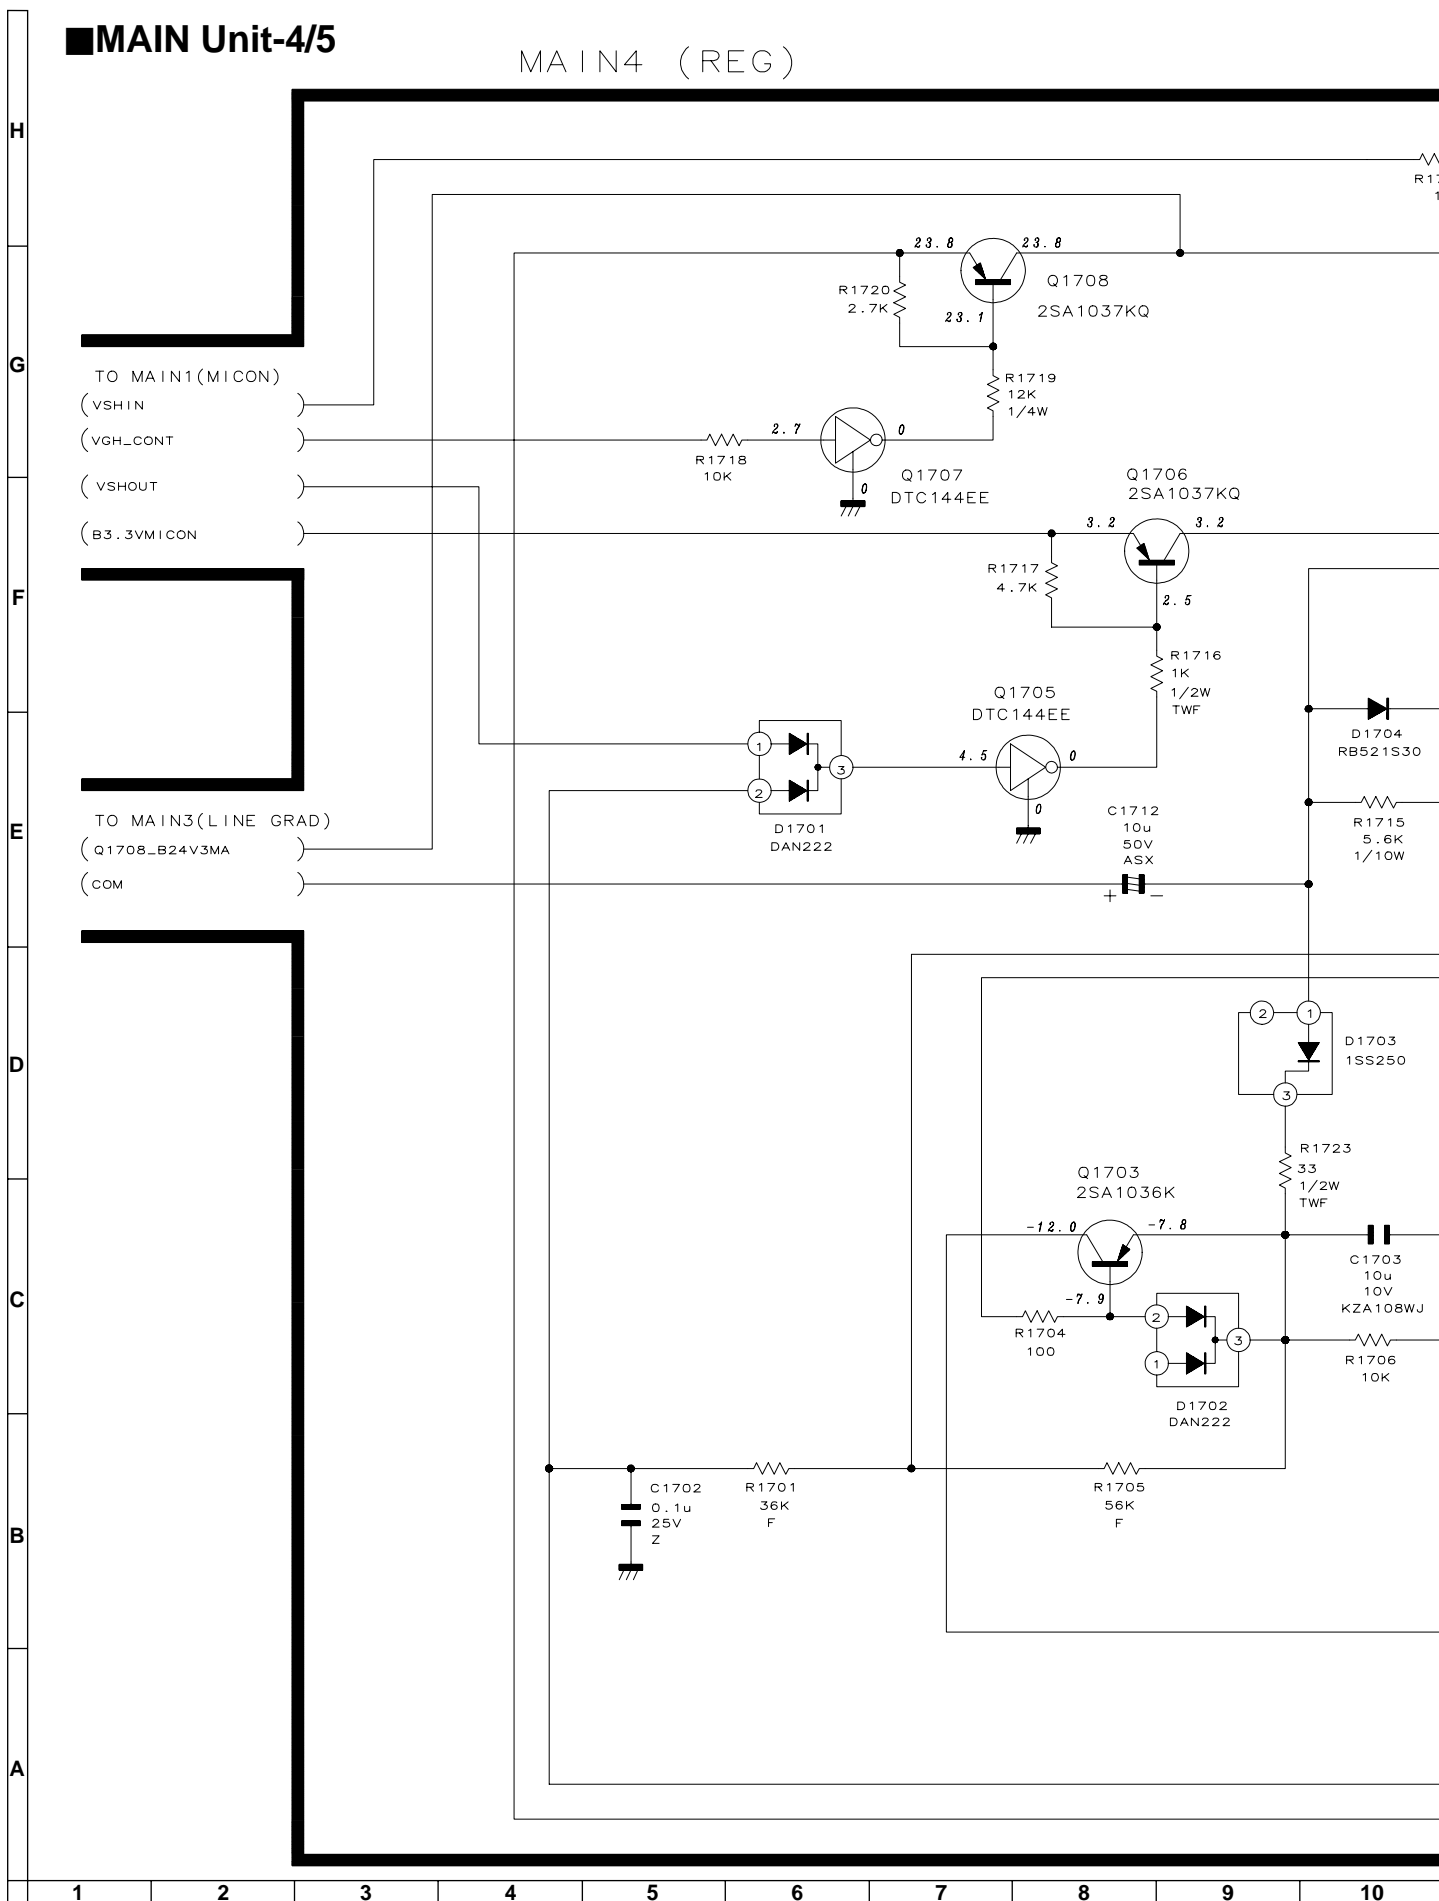 ■MAIN Unit-4/5
MAIN4 (REG)
H
G
F
E
D
C
B
A
23.8
23.8
R1720
2.7K
Q1708
2SA1037KQ
23.1
TO MAIN1(MICON)
VSHIN
VGH_CONT
VSHOUT
B3.3VMICON
R1719
12K
1/4W
2.7
0
R1718
10K
0
Q1707
DTC144EE
Q1706
2SA1037KQ
3.2
3.2
R1717
4.7K
2.5
R1716
1K
1/2W
TWF
Q1705
DTC144EE
4.5
0
0
1
2
3
D1701
DAN222
D1704
RB521S30
C1712
10u
50V
ASX
+
-
R1715
5.6K
1/10W
TO MAIN3(LINE GRAD)
Q1708_B24V3MA
COM
2
1
3
D1703
1SS250
R1723
33
1/2W
TWF
Q1703
2SA1036K
-12.0
-7.8
-7.9
C1703
10u
10V
KZA108WJ
R1704
100
2
1
3
D1702
DAN222
R1706
10K
C1702
0.1u
25V
Z
R1701
36K
F
R1705
56K
F
1 2 3 4 5 6 7 8 9 10